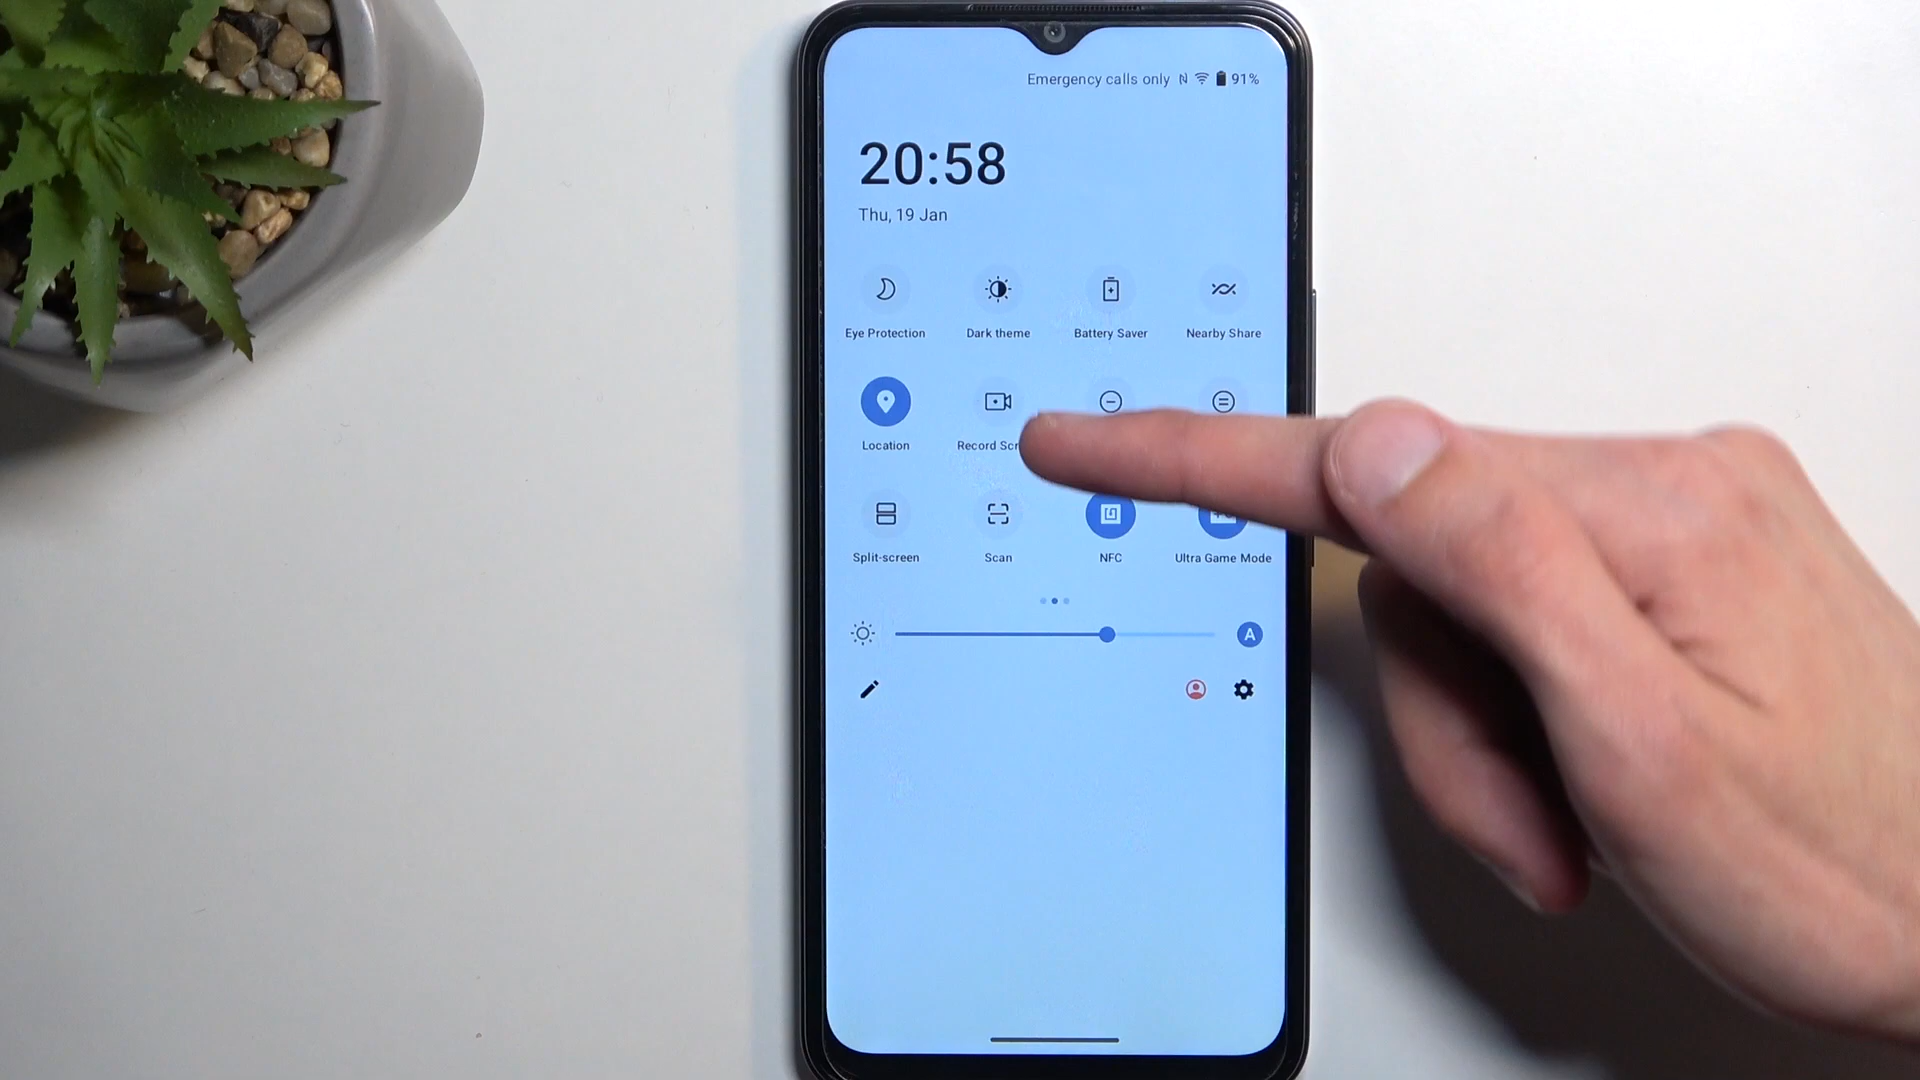 Emergency calls only 91%
20:58
Thu, 19 Jan
Eye Protection Dark theme Battery Saver Nearby Share
Location Record Scr
Split-screen Scan NFC Ultra Game Mode
A